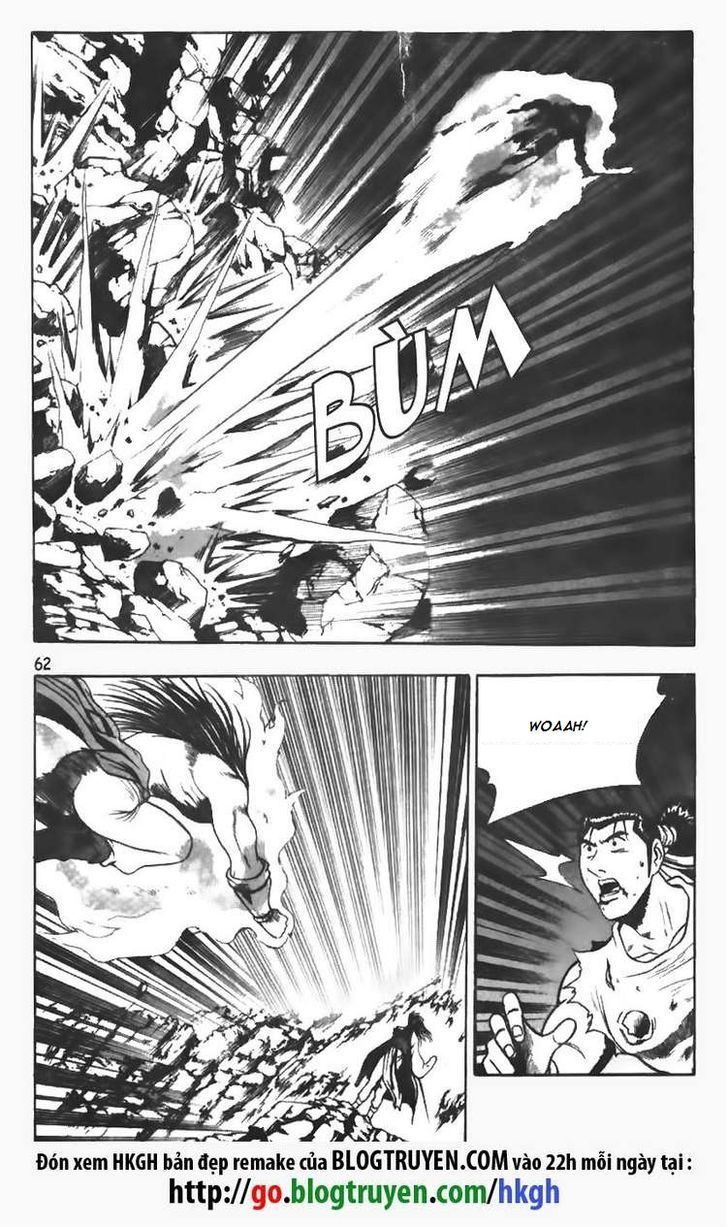 BÙM
62
WOAAH!
Đón xem HKGH bản đẹp remake của BLOGTRUYEN.COM vào 22h mỗi ngày tại :
http://go.blogtruyen.com/hkgh